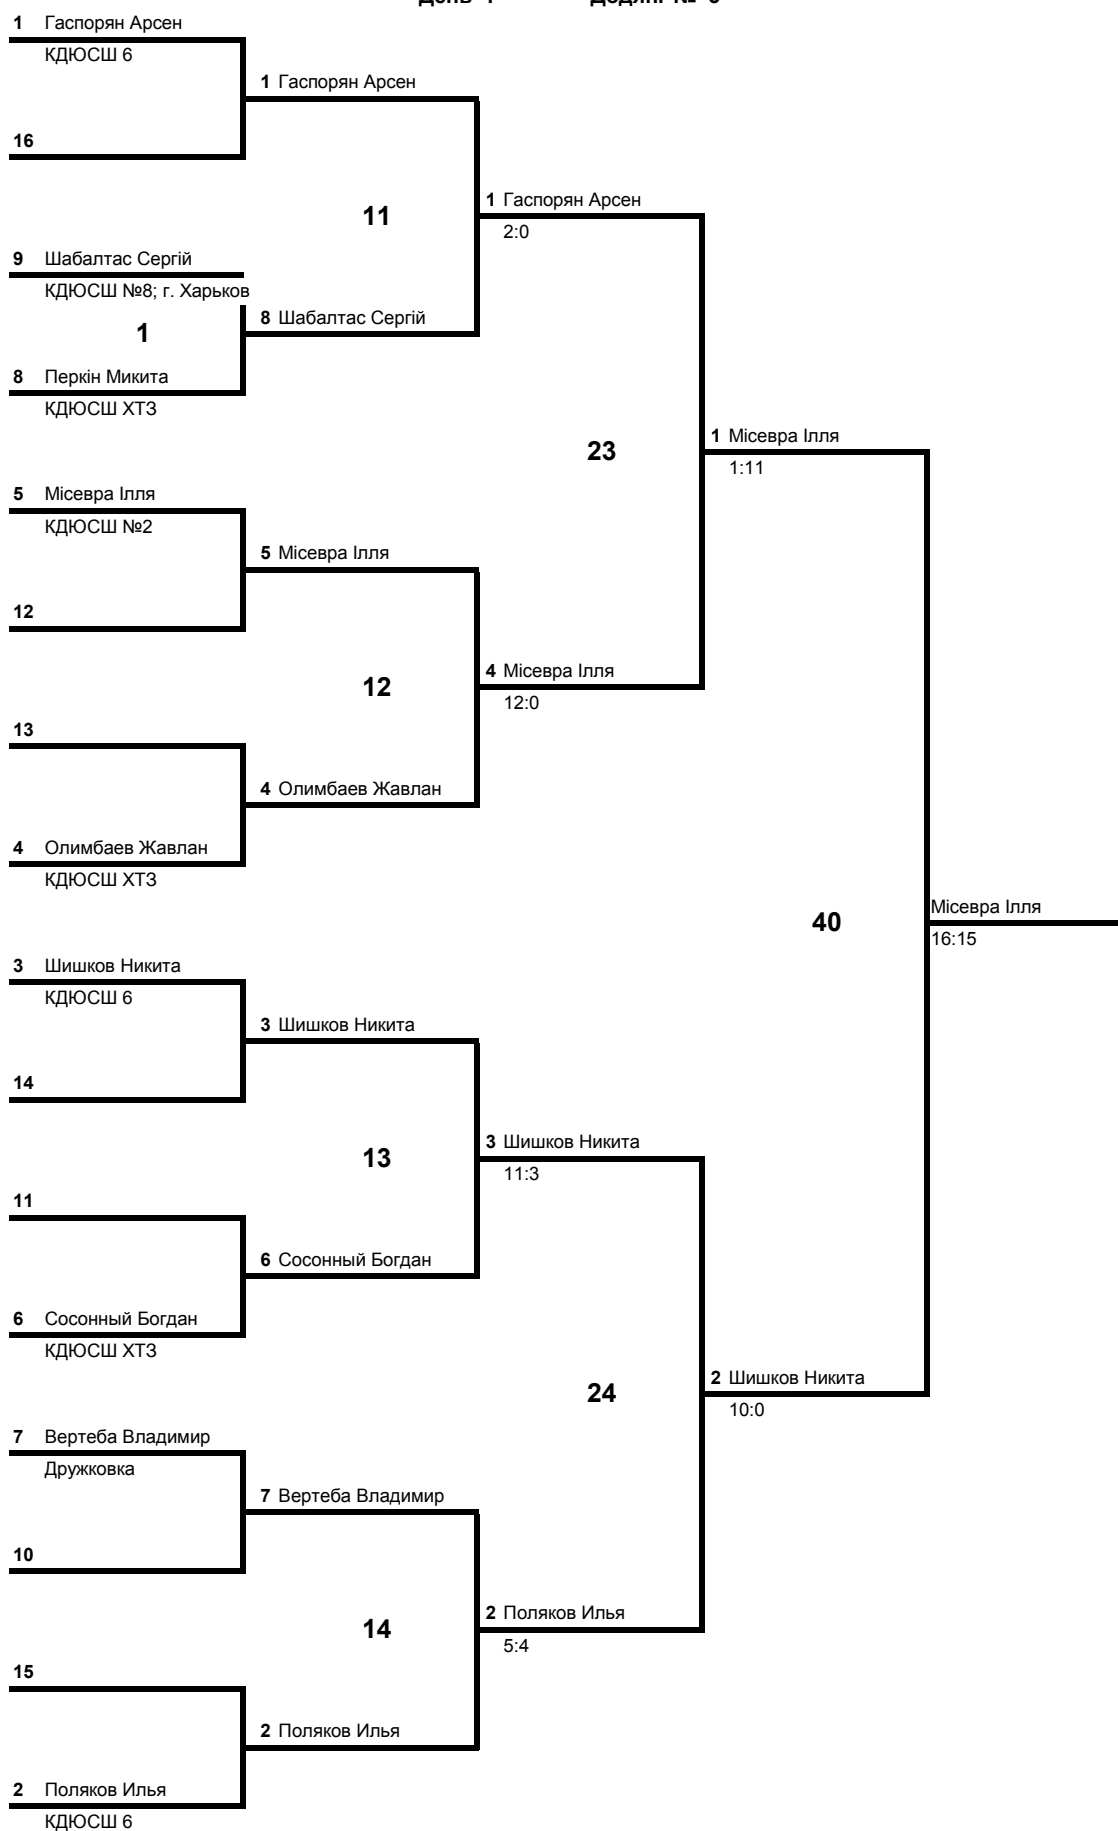 1 Гаспорян Арсен
КДЮСШ 6
1 Гаспорян Арсен
16
11
1 Гаспорян Арсен
2:0
9 Шабалтас Сергій
КДЮСШ №8; г. Харьков
8 Шабалтас Сергій
1
8 Перкін Микита
КДЮСШ ХТЗ
23
1 Місевра Ілля
1:11
5 Місевра Ілля
КДЮСШ №2
5 Місевра Ілля
12
12
4 Місевра Ілля
12:0
13
4 Олимбаев Жавлан
4 Олимбаев Жавлан
КДЮСШ ХТЗ
40
Місевра Ілля
16:15
3 Шишков Никита
КДЮСШ 6
3 Шишков Никита
14
13
3 Шишков Никита
11:3
11
6 Сосонный Богдан
6 Сосонный Богдан
КДЮСШ ХТЗ
24
2 Шишков Никита
10:0
7 Вертеба Владимир
Дружковка
7 Вертеба Владимир
10
14
2 Поляков Илья
5:4
15
2 Поляков Илья
2 Поляков Илья
КДЮСШ 6